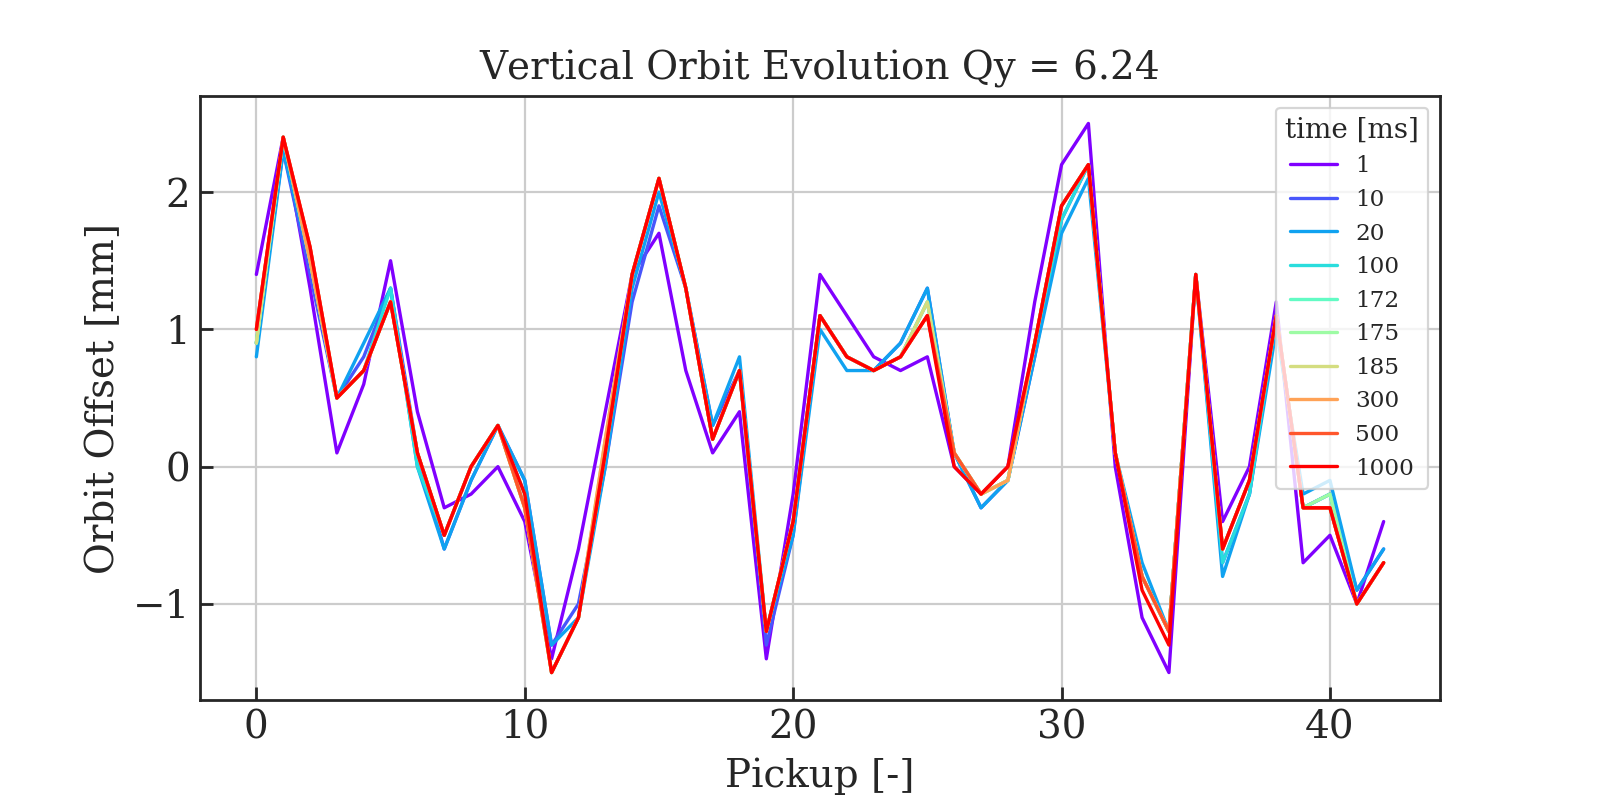 Vertical Orbit Evolution Qy = 6.24
Orbit Offset [mm]
2
1
0
−1
0 10 20 30 40
Pickup [-]
time [ms]
1
10
20
100
172
175
185
300
500
1000